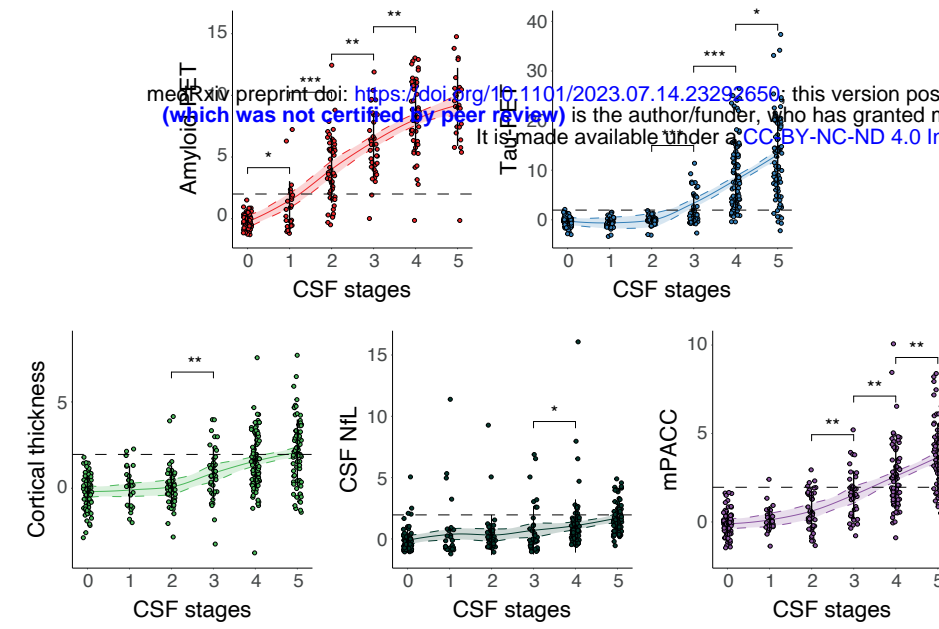 15
10
5
0
Amyloid PET
*
***
**
**
0 1 2 3 4 5
CSF stages
40
30
20
10
0
Tau PET
***
***
*
0 1 2 3 4 5
CSF stages
medRxiv preprint doi: https://doi.org/10.1101/2023.07.14.23292650; this version pos
(which was not certified by peer review) is the author/funder, who has granted m
It is made available under a CC-BY-NC-ND 4.0 In
5
0
Cortical thickness
**
0 1 2 3 4 5
CSF stages
15
10
5
0
CSF NfL
*
0 1 2 3 4 5
CSF stages
10
5
0
mPACC
**
**
**
0 1 2 3 4 5
CSF stages